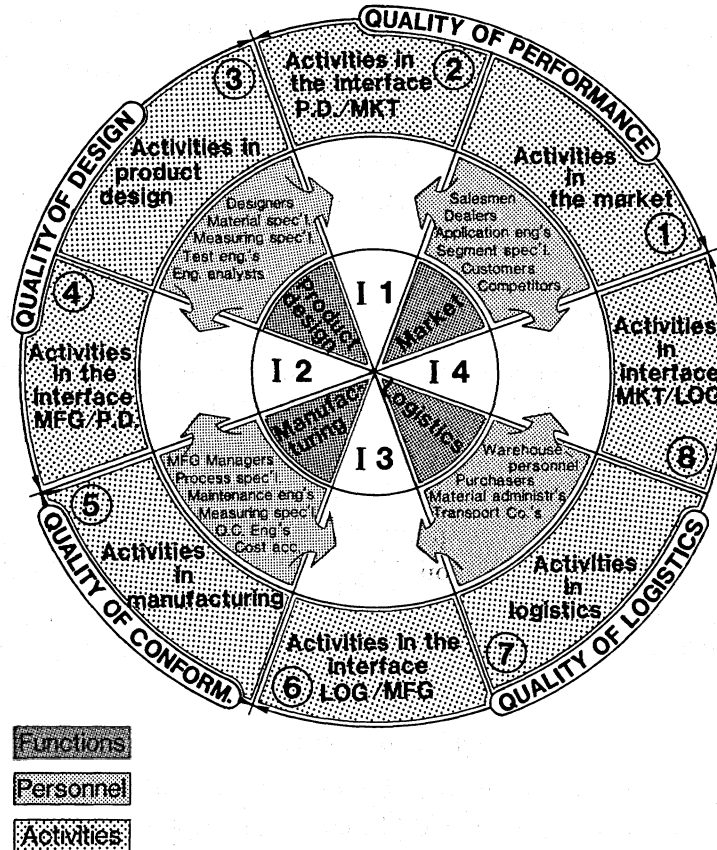 QUALITY OF PERFORMANCE
Activities in
the interface
P.D./MKT
2
Activities
in
the market
1
Activities
in
interface
MKT/LOG
8
QUALITY OF LOGISTICS
Activities
in
logistics
7
Activities in the
interface
LOG/MFG
6
QUALITY OF CONFORM.
5
Activities
in
manufacturing
4
Activities
in the
interface
MFG/P.D.
QUALITY OF DESIGN
3
Activities in
product
design
Designers
Material spec'l.
Measuring spec'l.
Test eng.'s
Eng. analysts
Salesmen
Dealers
Application eng's
Segment spec'l.
Customers
Competitors
Warehouse
personnel
Purchasers
Material administr's
Transport Co.'s
MFG Managers
Process spec'l.
Maintenance eng's
Measuring spec'l
Q.C. Eng's
Cost acc.
Product
design
Market
Logistics
Manufac-
turing
I 1
I 2
I 3
I 4
Functions
Personnel
Activities